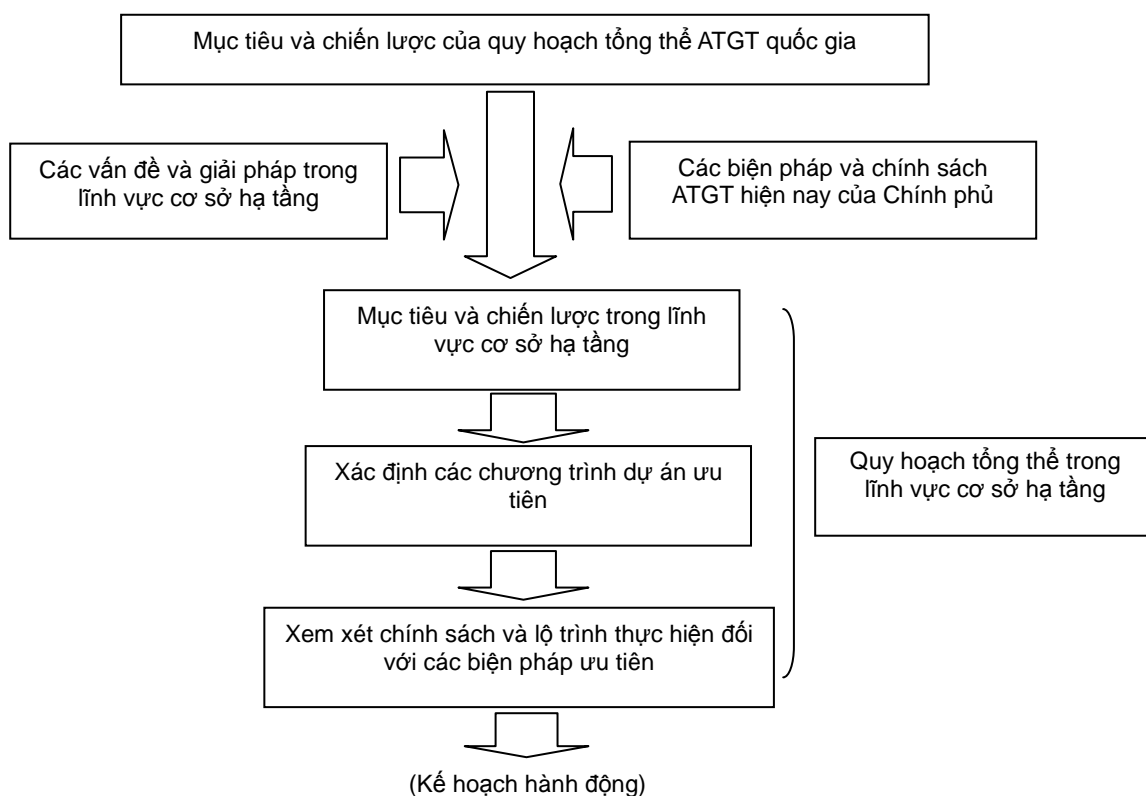 Mục tiêu và chiến lược của quy hoạch tổng thể ATGT quốc gia
Các vấn đề và giải pháp trong
lĩnh vực cơ sở hạ tầng
Các biện pháp và chính sách
ATGT hiện nay của Chính phủ
Mục tiêu và chiến lược trong lĩnh
vực cơ sở hạ tầng
Xác định các chương trình dự án ưu
tiên
Quy hoạch tổng thể trong
lĩnh vực cơ sở hạ tầng
Xem xét chính sách và lộ trình thực hiện đối
với các biện pháp ưu tiên
(Kế hoạch hành động)